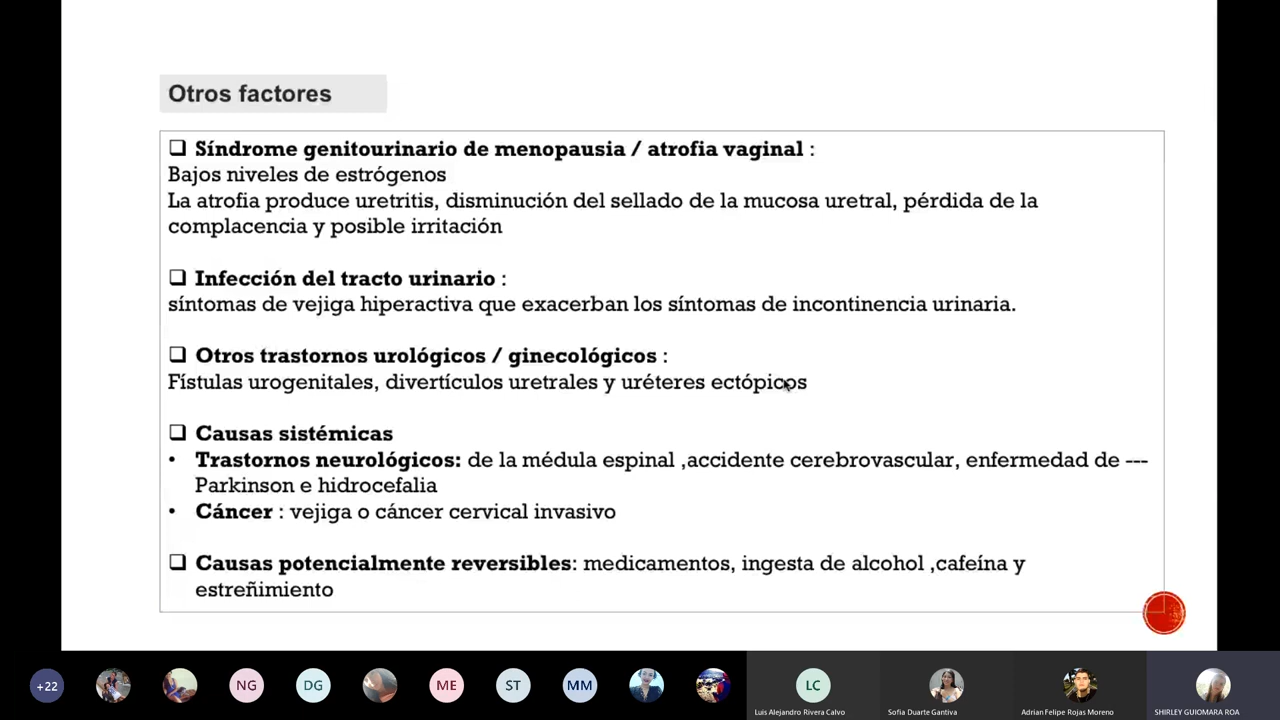 Otros factores
❑ Síndrome genitourinario de menopausia / atrofia vaginal :
Bajos niveles de estrógenos
La atrofia produce uretritis, disminución del sellado de la mucosa uretral, pérdida de la
complacencia y posible irritación
❑ Infección del tracto urinario :
síntomas de vejiga hiperactiva que exacerban los síntomas de incontinencia urinaria.
❑ Otros trastornos urológicos / ginecológicos :
Fístulas urogenitales, divertículos uretrales y uréteres ectópicos
❑ Causas sistémicas
• Trastornos neurológicos: de la médula espinal ,accidente cerebrovascular, enfermedad de ---
Parkinson e hidrocefalia
• Cáncer : vejiga o cáncer cervical invasivo
❑ Causas potencialmente reversibles: medicamentos, ingesta de alcohol ,cafeína y
estreñimiento
+22 NG DG ME ST MM LC
Luis Alejandro Rivera Calvo Sofia Duarte Gantiva Adrian Felipe Rojas Moreno SHIRLEY GUIOMARA ROA